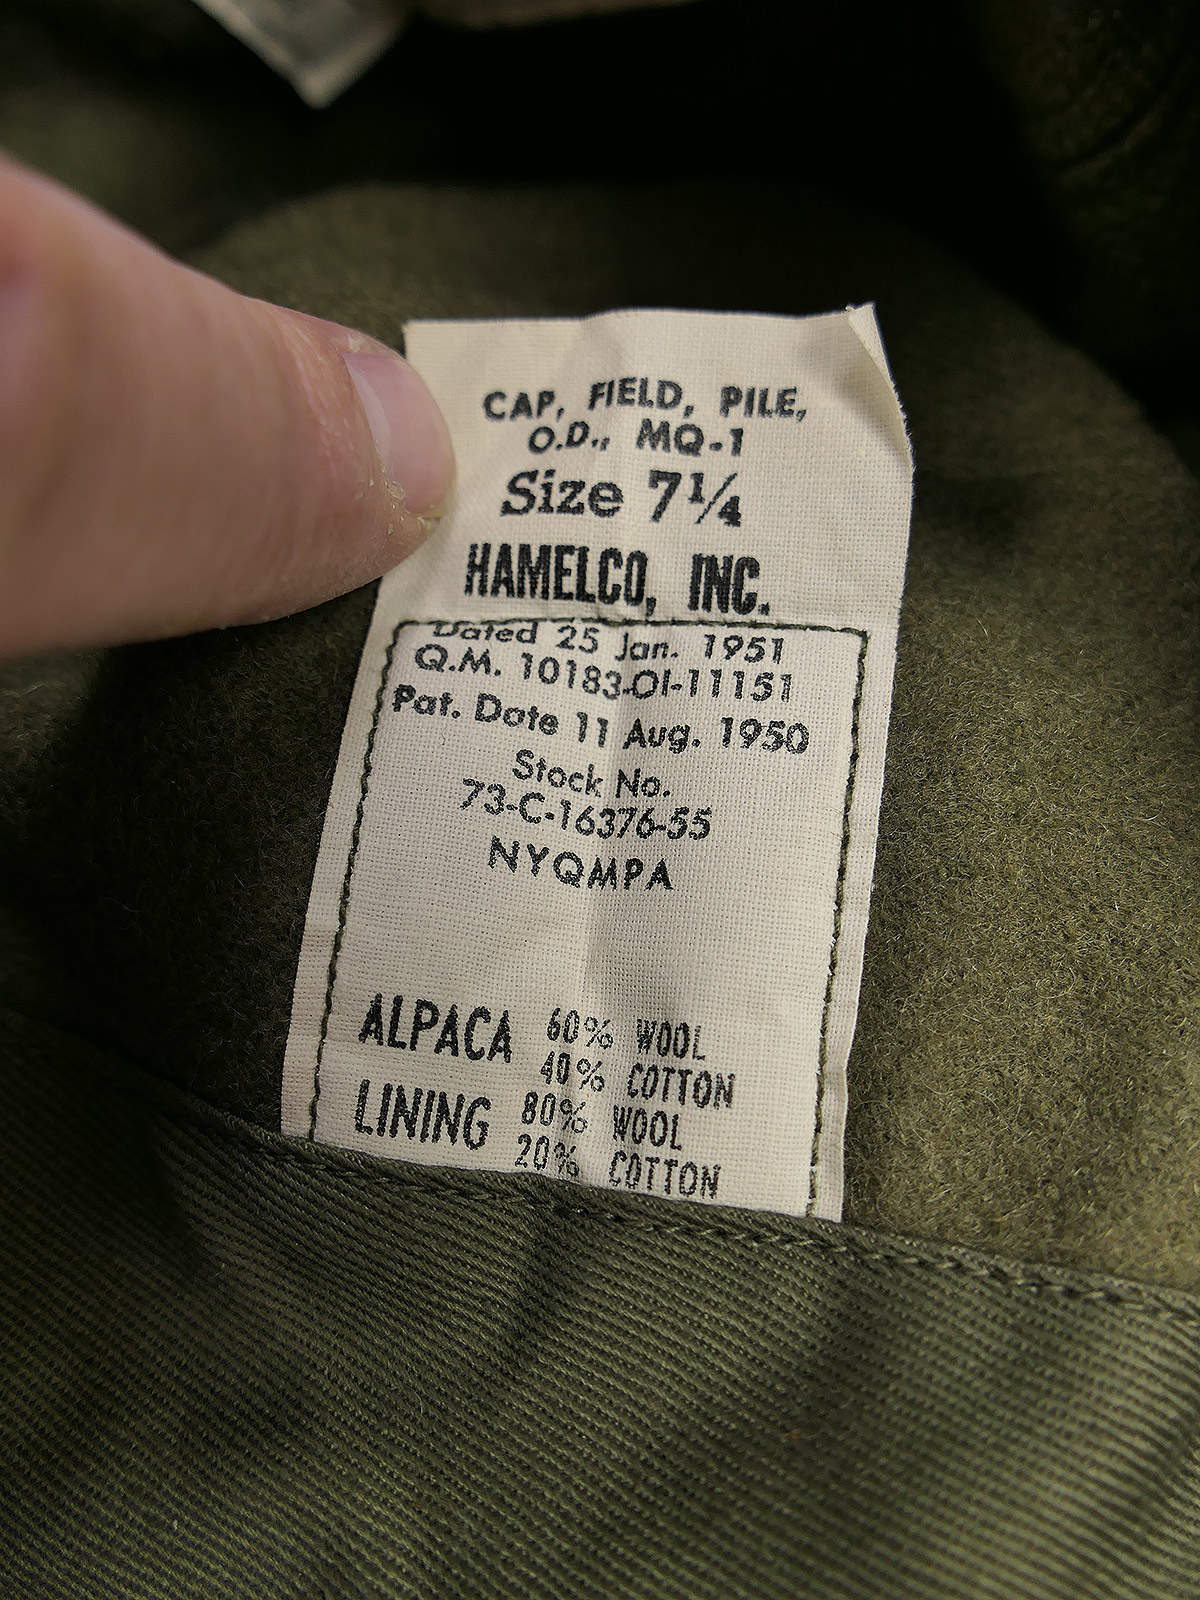 CAP, FIELD, PILE,
O.D., MQ-1
Size 7¼
HAMELCO, INC.
Dated 25 Jan. 1951
Q.M. 10183-OI-11151
Pat. Date 11 Aug. 1950
Stock No.
73-C-16376-55
NYQMPA
ALPACA 60% WOOL
40% COTTON
LINING 80% WOOL
20% COTTON